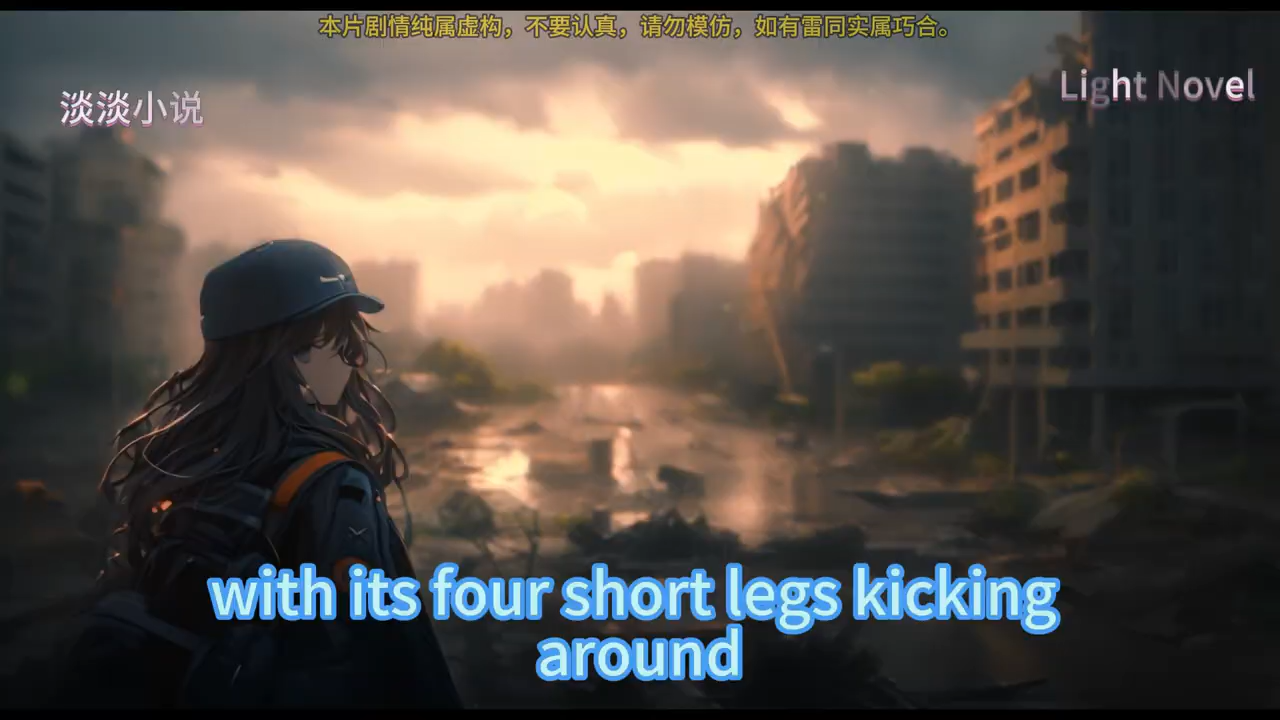 本片剧情纯属虚构，不要认真，请勿模仿，如有雷同实属巧合。
淡淡小说
Light Novel
with its four short legs kicking
around